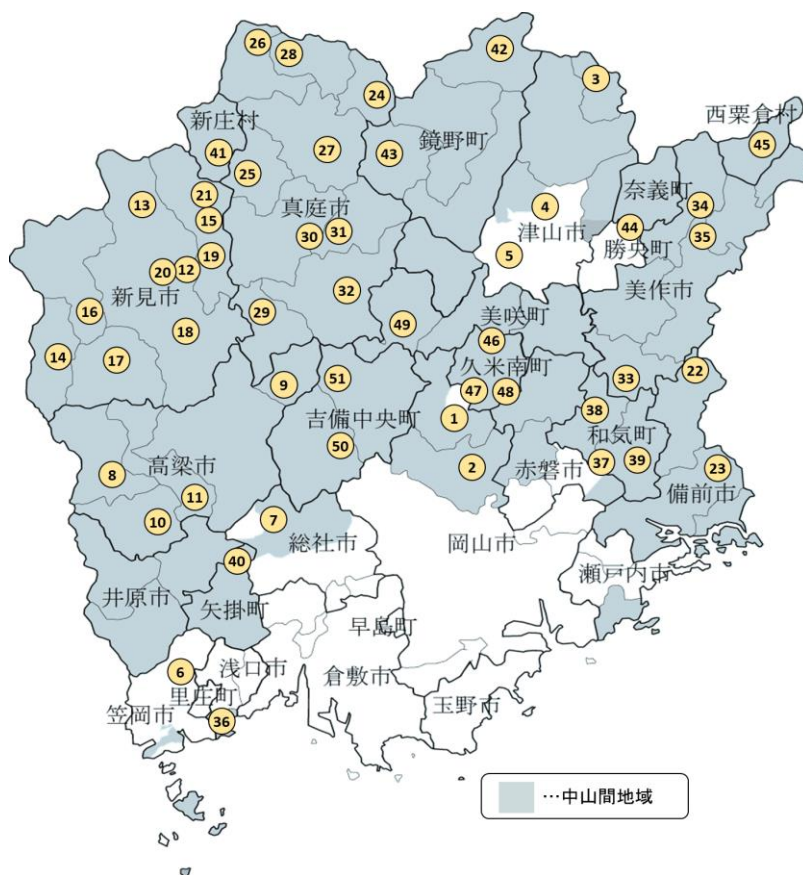 26
28
42
3
24
西粟倉村
新庄村
45
41
27
43
鏡野町
25
21
13
奈義町
34
4
15
真庭市
津山市
44
30
31
勝央町
35
19
5
20
12
新見市
美作市
32
16
29
49
美咲町
18
46
14
17
22
9
51
久米南町
33
47
48
吉備中央町
1
38
和気町
50
高梁市
8
2
赤磐市
37
39
23
備前市
11
10
7
総社市
岡山市
40
瀬戸内市
井原市
矢掛町
早島町
6
浅口市
倉敷市
里庄町
笠岡市
36
玉野市
…中山間地域